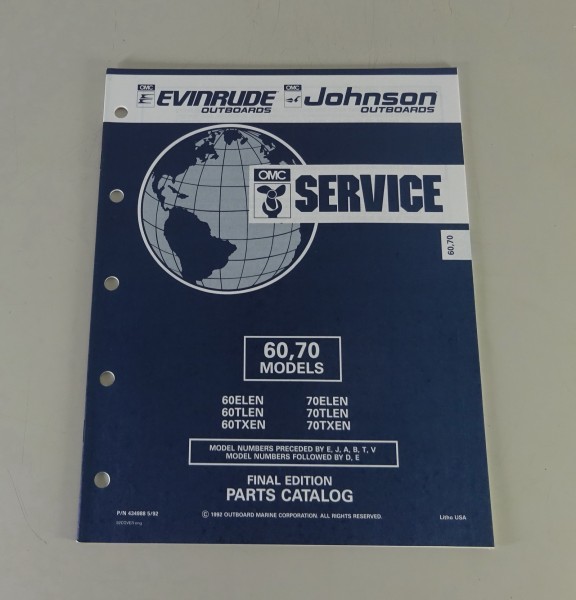 OMC EVINRUDE OUTBOARDS
OMC Johnson OUTBOARDS
OMC SERVICE
60,70
60,70
MODELS
60ELEN 70ELEN
60TLEN 70TLEN
60TXEN 70TXEN
MODEL NUMBERS PRECEDED BY E, J, A, B, T, V
MODEL NUMBERS FOLLOWED BY D, E
FINAL EDITION
PARTS CATALOG
P/N 434988 5/92
© 1992 OUTBOARD MARINE CORPORATION. ALL RIGHTS RESERVED.
Litho USA